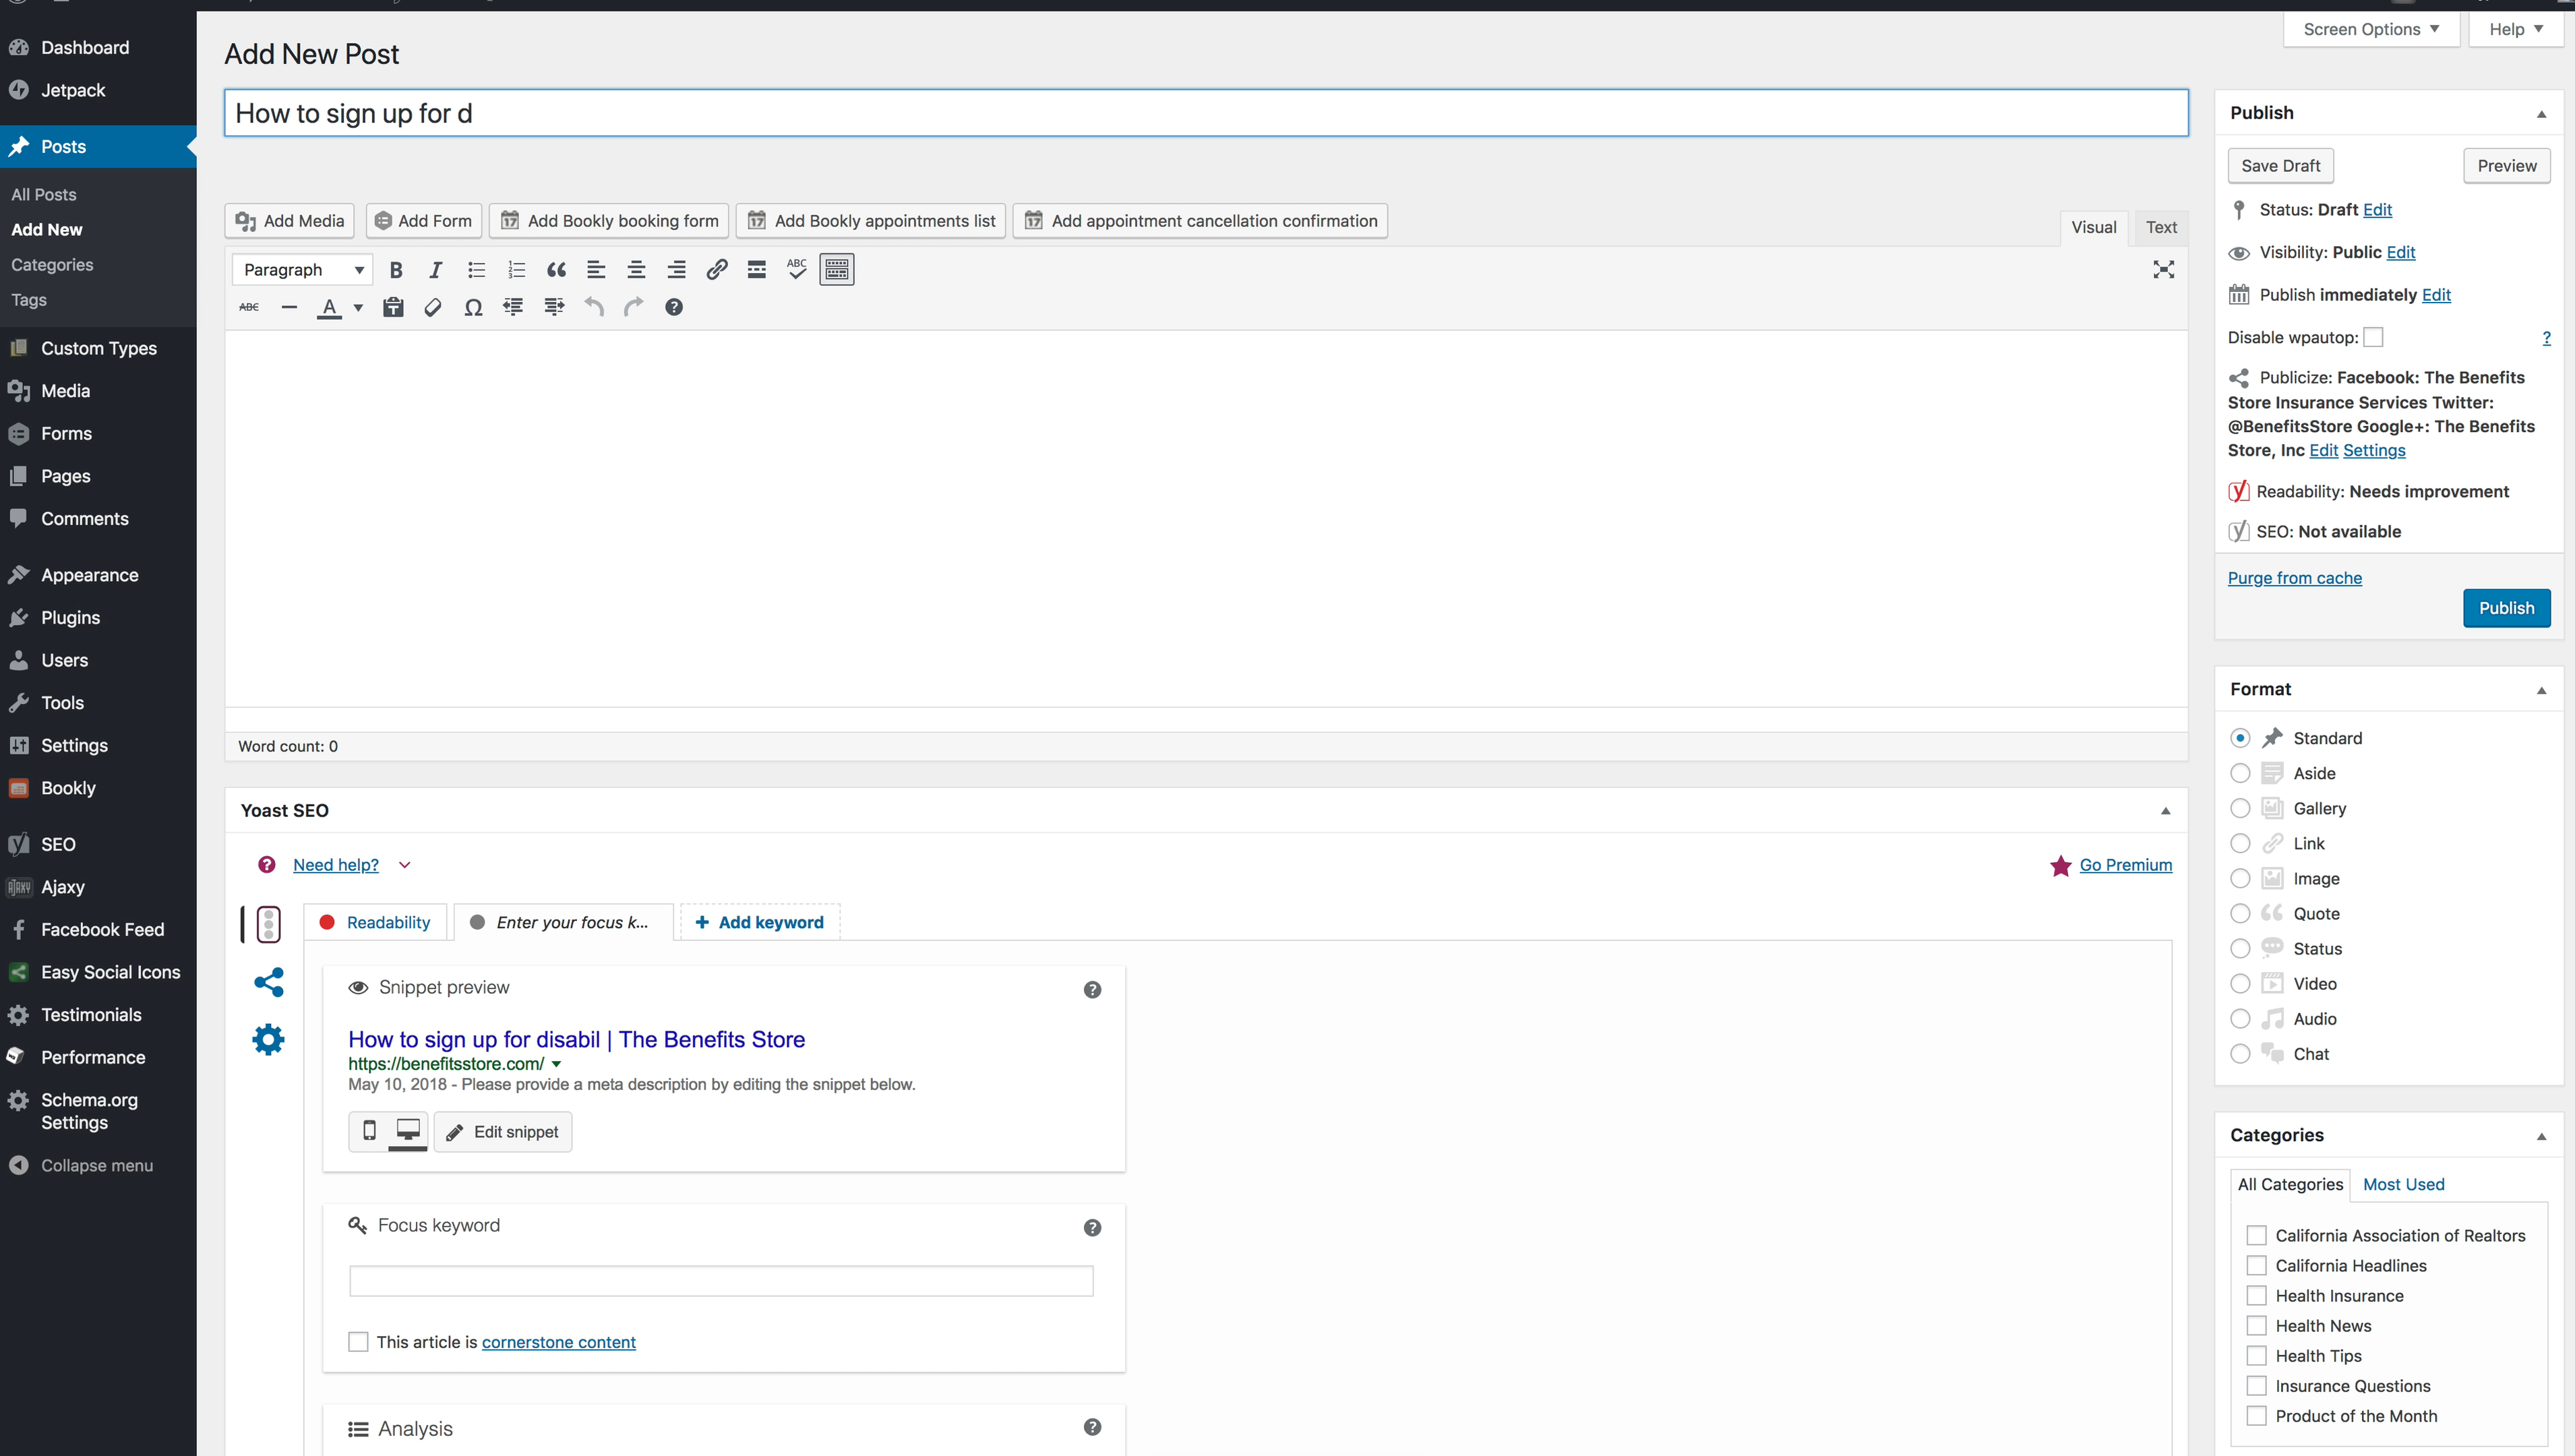 Dashboard
Jetpack
Posts
All Posts
Add New
Categories
Tags
Custom Types
Media
Forms
Pages
Comments
Appearance
Plugins
Users
Tools
Settings
Bookly
SEO
Ajaxy
Facebook Feed
Easy Social Icons
Testimonials
Performance
Schema.org
Settings
Collapse menu
Screen Options
Help
Add New Post
How to sign up for d
Add Media
Add Form
17 Add Bookly booking form
17 Add Bookly appointments list
17 Add appointment cancellation confirmation
Visual
Text
Paragraph
B
I
ABC
ABC
A
T
Ω
?
Word count: 0
Yoast SEO
? Need help?
Go Premium
Readability
Enter your focus k...
+ Add keyword
Snippet preview ?
How to sign up for disabil | The Benefits Store
https://benefitsstore.com/
May 10, 2018 - Please provide a meta description by editing the snippet below.
Edit snippet
Focus keyword ?
This article is cornerstone content
Analysis ?
Publish
Save Draft
Preview
Status: Draft Edit
Visibility: Public Edit
Publish immediately Edit
Disable wpautop: ?
Publicize: Facebook: The Benefits
Store Insurance Services Twitter:
@BenefitsStore Google+: The Benefits
Store, Inc Edit Settings
Readability: Needs improvement
SEO: Not available
Purge from cache
Publish
Format
Standard
Aside
Gallery
Link
Image
Quote
Status
Video
Audio
Chat
Categories
All Categories
Most Used
California Association of Realtors
California Headlines
Health Insurance
Health News
Health Tips
Insurance Questions
Product of the Month